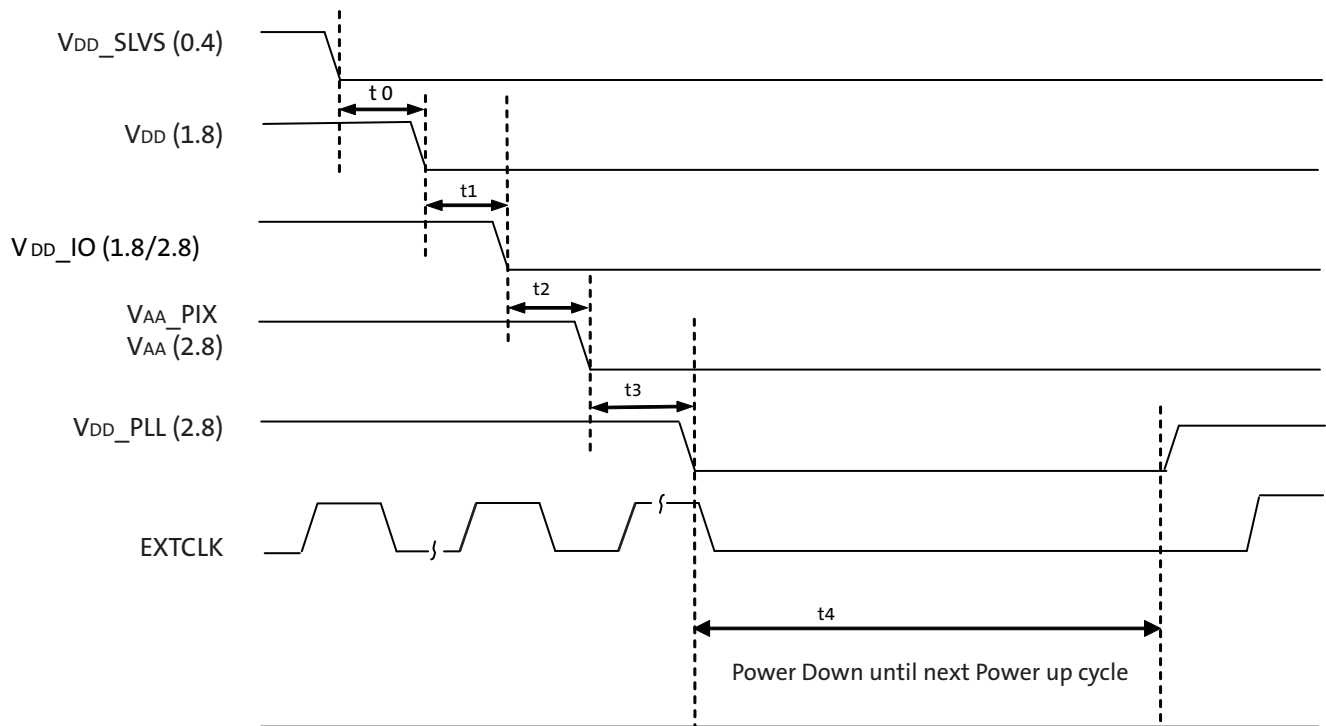 VDD_SLVS (0.4)
t 0
VDD (1.8)
t1
VDD_IO (1.8/2.8)
t2
VAA_PIX
VAA (2.8)
t3
VDD_PLL (2.8)
EXTCLK
t4
Power Down until next Power up cycle